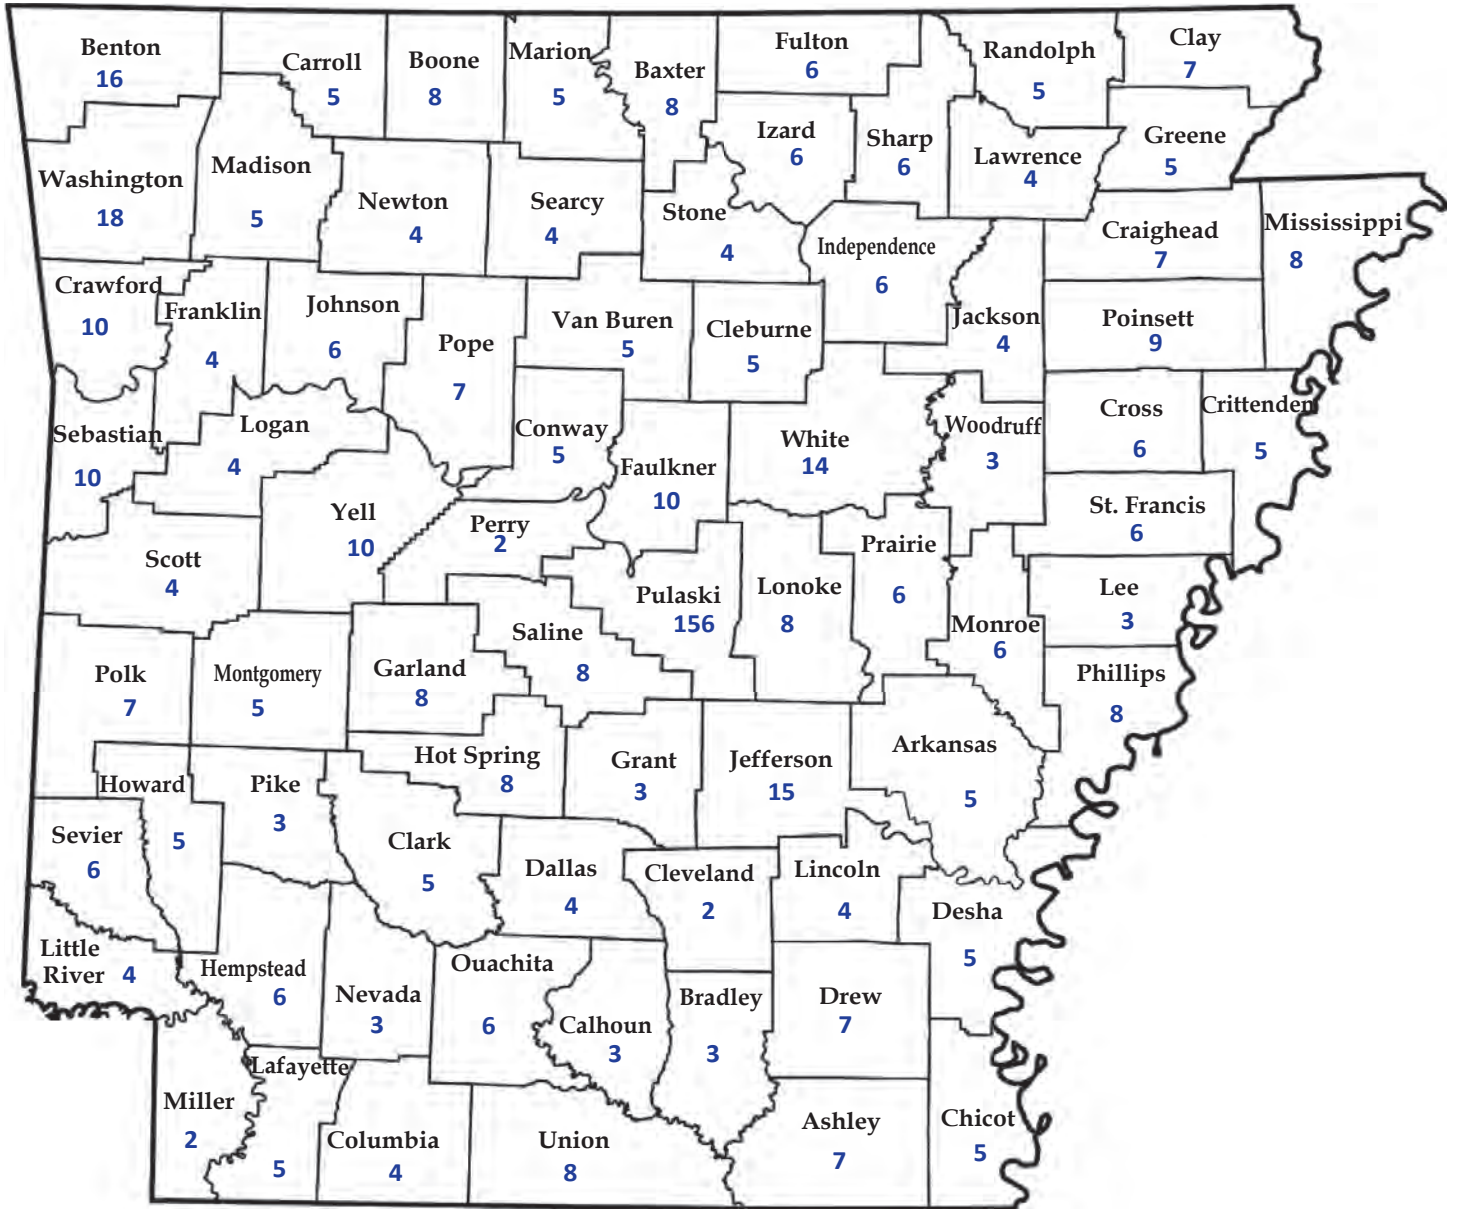 Benton
16
Carroll
5
Boone
8
Marion
5
Baxter
8
Fulton
6
Randolph
5
Clay
7
Washington
18
Madison
5
Newton
4
Searcy
4
Stone
4
Izard
6
Sharp
6
Lawrence
4
Greene
5
Independence
6
Craighead
7
Mississippi
8
Crawford
10
Franklin
4
Johnson
6
Pope
7
Van Buren
5
Cleburne
5
Jackson
4
Poinsett
9
Sebastian
10
Logan
4
Conway
5
Faulkner
10
White
14
Woodruff
3
Cross
6
Crittenden
5
Scott
4
Yell
10
Perry
2
Pulaski
156
Lonoke
8
Prairie
6
St. Francis
6
Lee
3
Monroe
6
Polk
7
Montgomery
5
Garland
8
Saline
8
Phillips
8
Howard
5
Pike
3
Hot Spring
8
Grant
3
Jefferson
15
Arkansas
5
Sevier
6
Clark
5
Dallas
4
Cleveland
2
Lincoln
4
Desha
5
Little
River 4
Hempstead
6
Nevada
3
Ouachita
6
Calhoun
3
Bradley
3
Drew
7
Miller
2
Lafayette
5
Columbia
4
Union
8
Ashley
7
Chicot
5